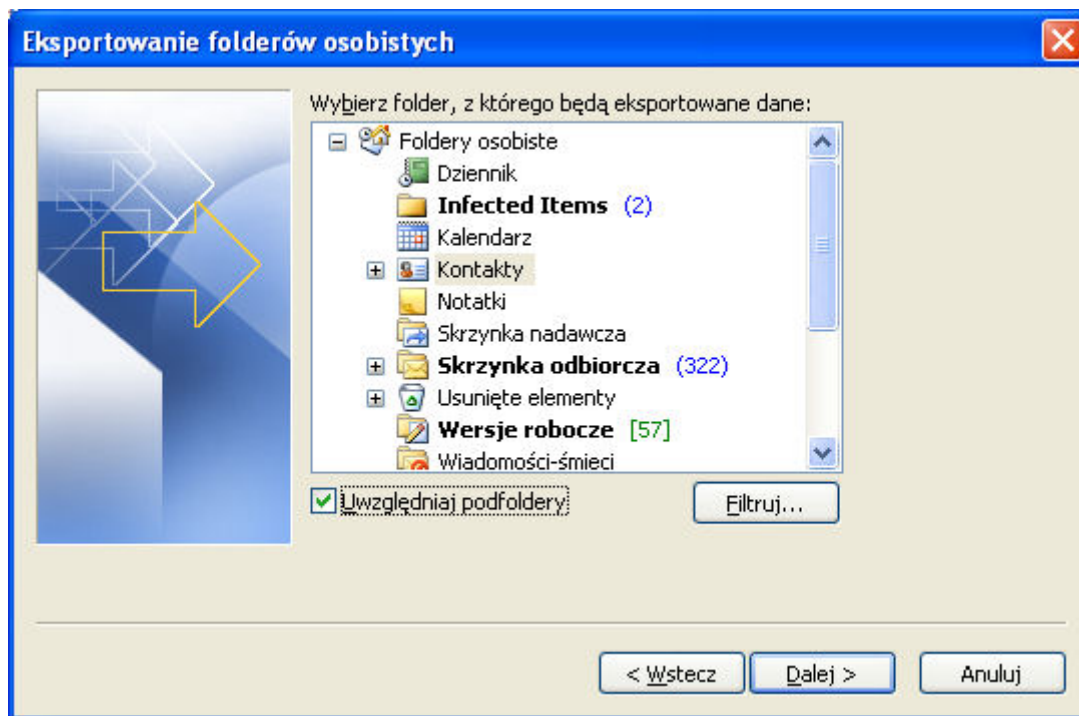 Eksportowanie folderów osobistych
Wybierz folder, z którego będą eksportowane dane:
Foldery osobiste
Dziennik
Infected Items (2)
Kalendarz
Kontakty
Notatki
Skrzynka nadawcza
Skrzynka odbiorcza (322)
Usunięte elementy
Wersje robocze [57]
Wiadomości-śmieci
Uwzględniaj podfoldery
Filtruj...
< Wstecz
Dalej >
Anuluj